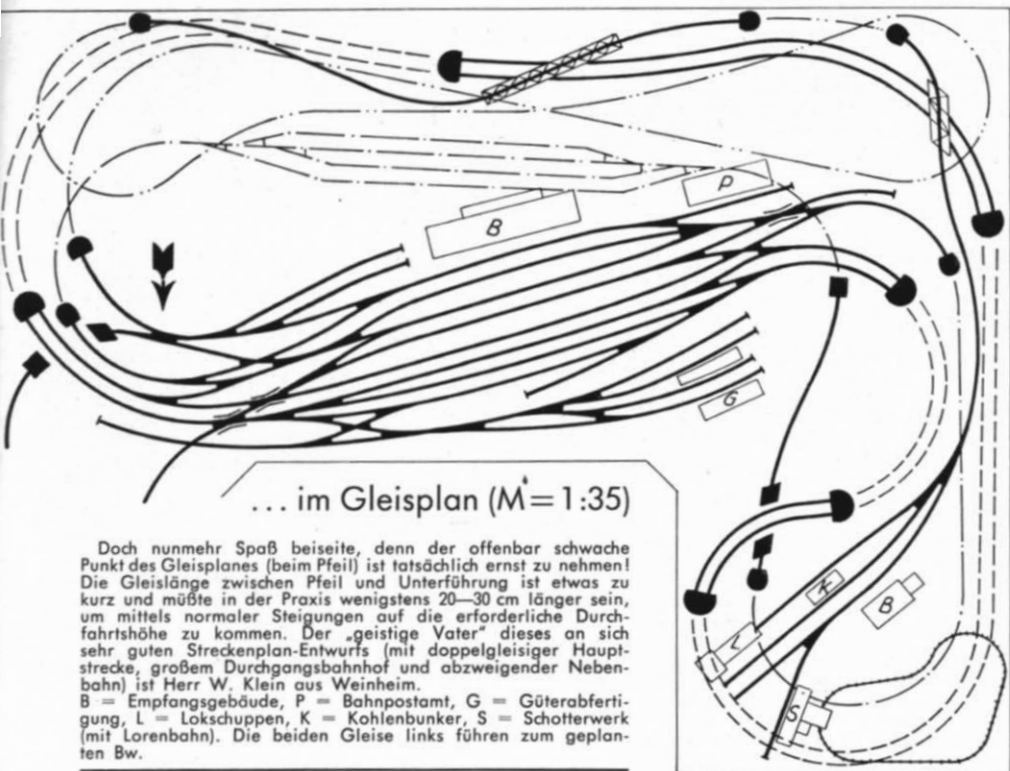 B
P
G
... im Gleisplan (M = 1:35)
Doch nunmehr Spaß beiseite, denn der offenbar schwache
Punkt des Gleisplanes (beim Pfeil) ist tatsächlich ernst zu nehmen!
Die Gleislänge zwischen Pfeil und Unterführung ist etwas zu
kurz und müßte in der Praxis wenigstens 20—30 cm länger sein,
um mittels normaler Steigungen auf die erforderliche Durch-
fahrtshöhe zu kommen. Der „geistige Vater" dieses an sich
sehr guten Streckenplan-Entwurfs (mit doppelgleisiger Haupt-
strecke, großem Durchgangsbahnhof und abzweigender Neben-
bahn) ist Herr W. Klein aus Weinheim.
B = Empfangsgebäude, P = Bahnpostamt, G = Güterabferti-
gung, L = Lokschuppen, K = Kohlenbunker, S = Schotterwerk
(mit Lorenbahn). Die beiden Gleise links führen zum geplan-
ten Bw.
K
B
L
S